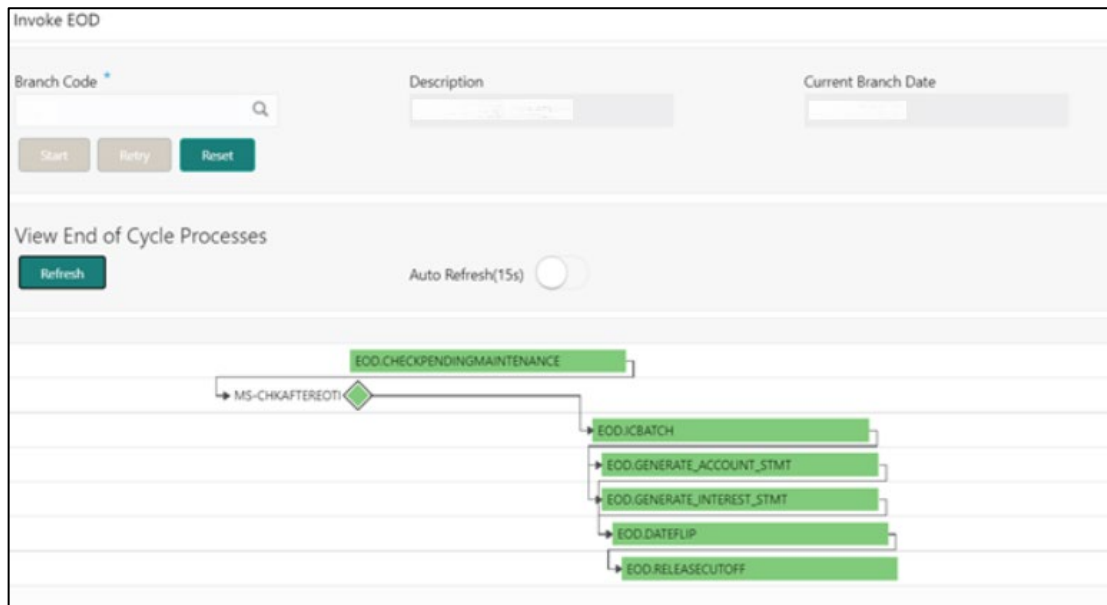 Invoke EOD
Branch Code *
Description
Current Branch Date
Start
Retry
Reset
View End of Cycle Processes
Refresh
Auto Refresh(15s)
EOD.CHECKPENDINGMAINTENANCE
MS-CHKAFTEREOTI
EOD.ICBATCH
EOD.GENERATE_ACCOUNT_STMT
EOD.GENERATE_INTEREST_STMT
EOD.DATEFLIP
EOD.RELEASECUTOFF